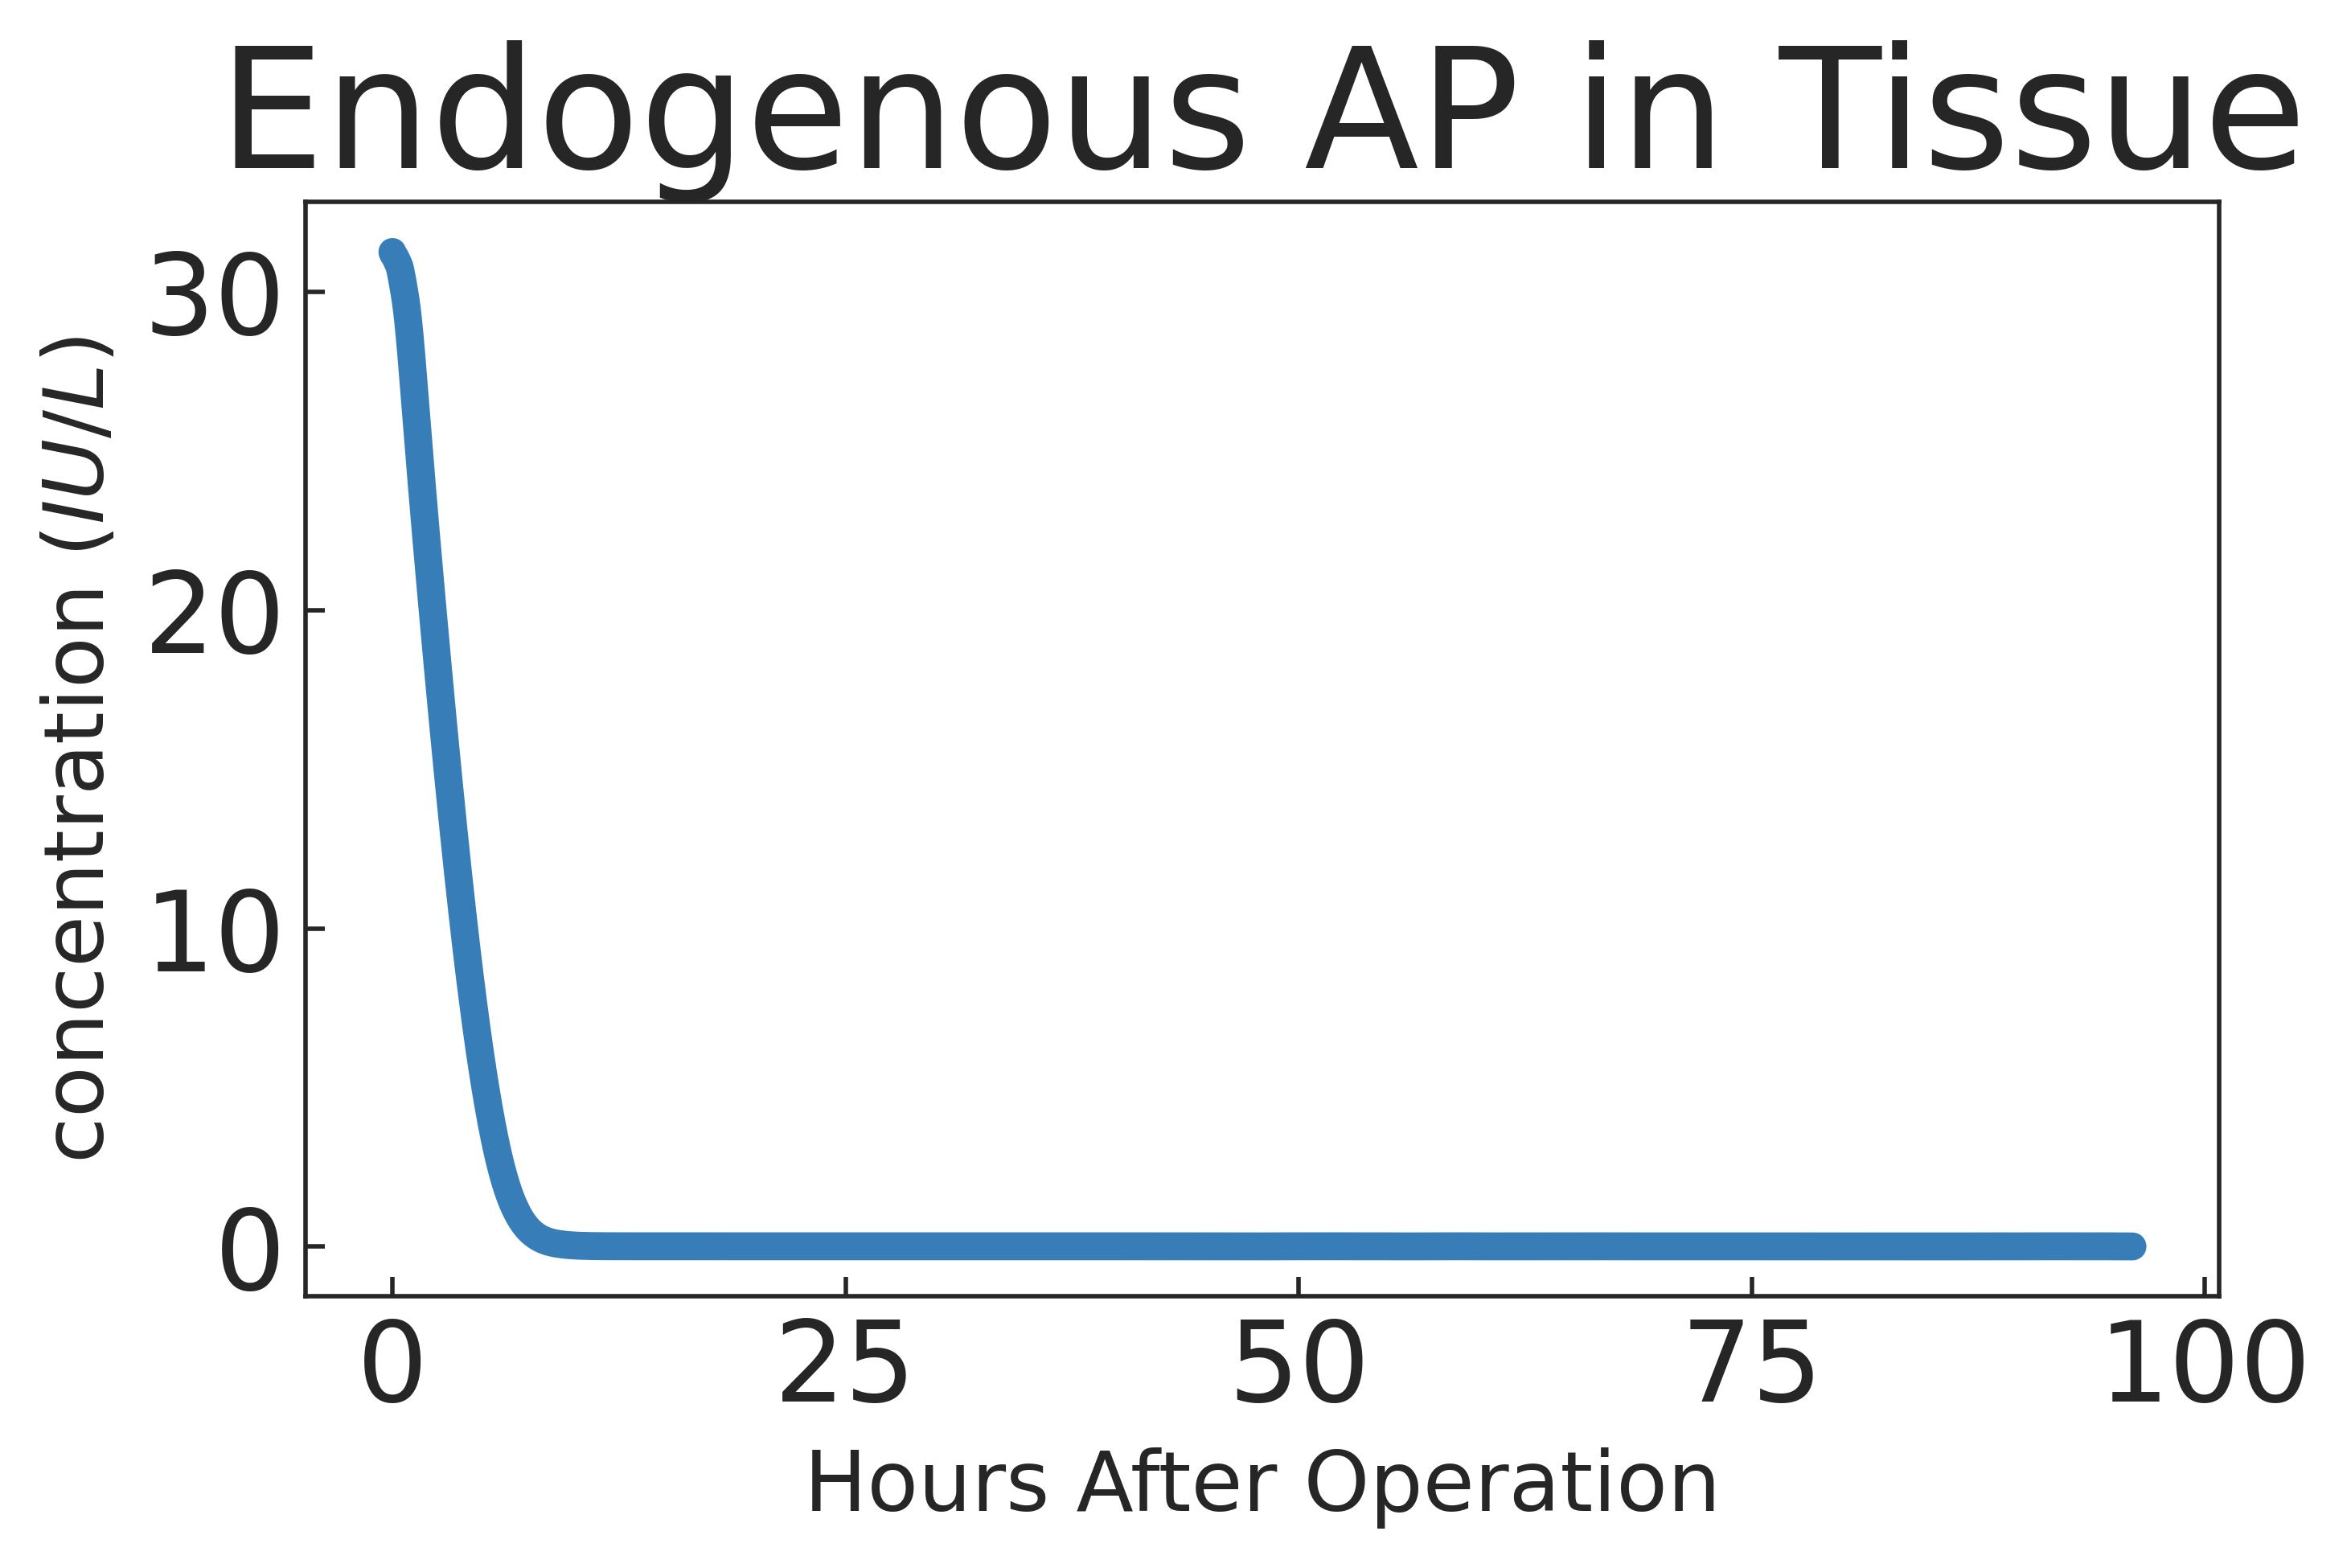 Endogenous AP in Tissue
concentration (IU/L)
30
20
10
0
0 25 50 75 100
Hours After Operation